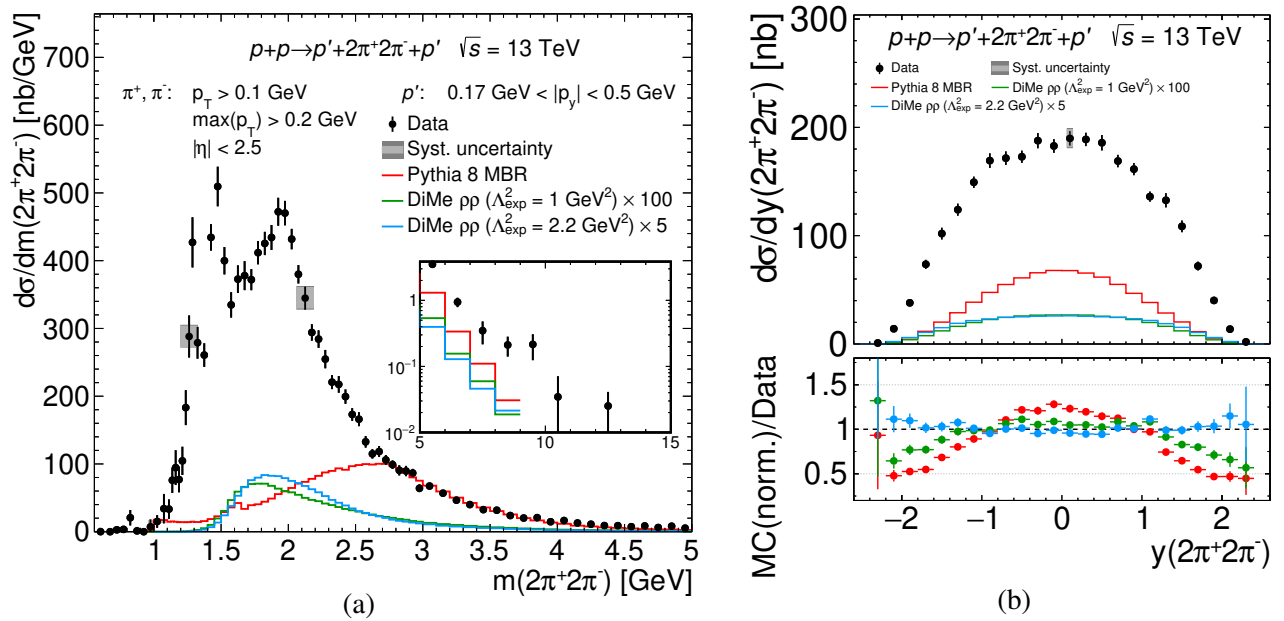 p+p→p′+2π⁺2π⁻+p′ √s = 13 TeV
π⁺, π⁻: p_T > 0.1 GeV
max(p_T) > 0.2 GeV
|η| < 2.5
p′: 0.17 GeV < |p_y| < 0.5 GeV
Data
Syst. uncertainty
Pythia 8 MBR
DiMe ρρ (Λ²_exp = 1 GeV²) × 100
DiMe ρρ (Λ²_exp = 2.2 GeV²) × 5
dσ/dm(2π⁺2π⁻) [nb/GeV]
700
600
500
400
300
200
100
0
1
10⁻¹
10⁻²
5 10 15
1 1.5 2 2.5 3 3.5 4 4.5 5
m(2π⁺2π⁻) [GeV]
(a)
p+p→p′+2π⁺2π⁻+p′ √s = 13 TeV
Data
Syst. uncertainty
Pythia 8 MBR
DiMe ρρ (Λ²_exp = 1 GeV²) × 100
DiMe ρρ (Λ²_exp = 2.2 GeV²) × 5
dσ/dy(2π⁺2π⁻) [nb]
300
200
100
0
MC(norm.)/Data
1.5
1
0.5
−2 −1 0 1 2
y(2π⁺2π⁻)
(b)